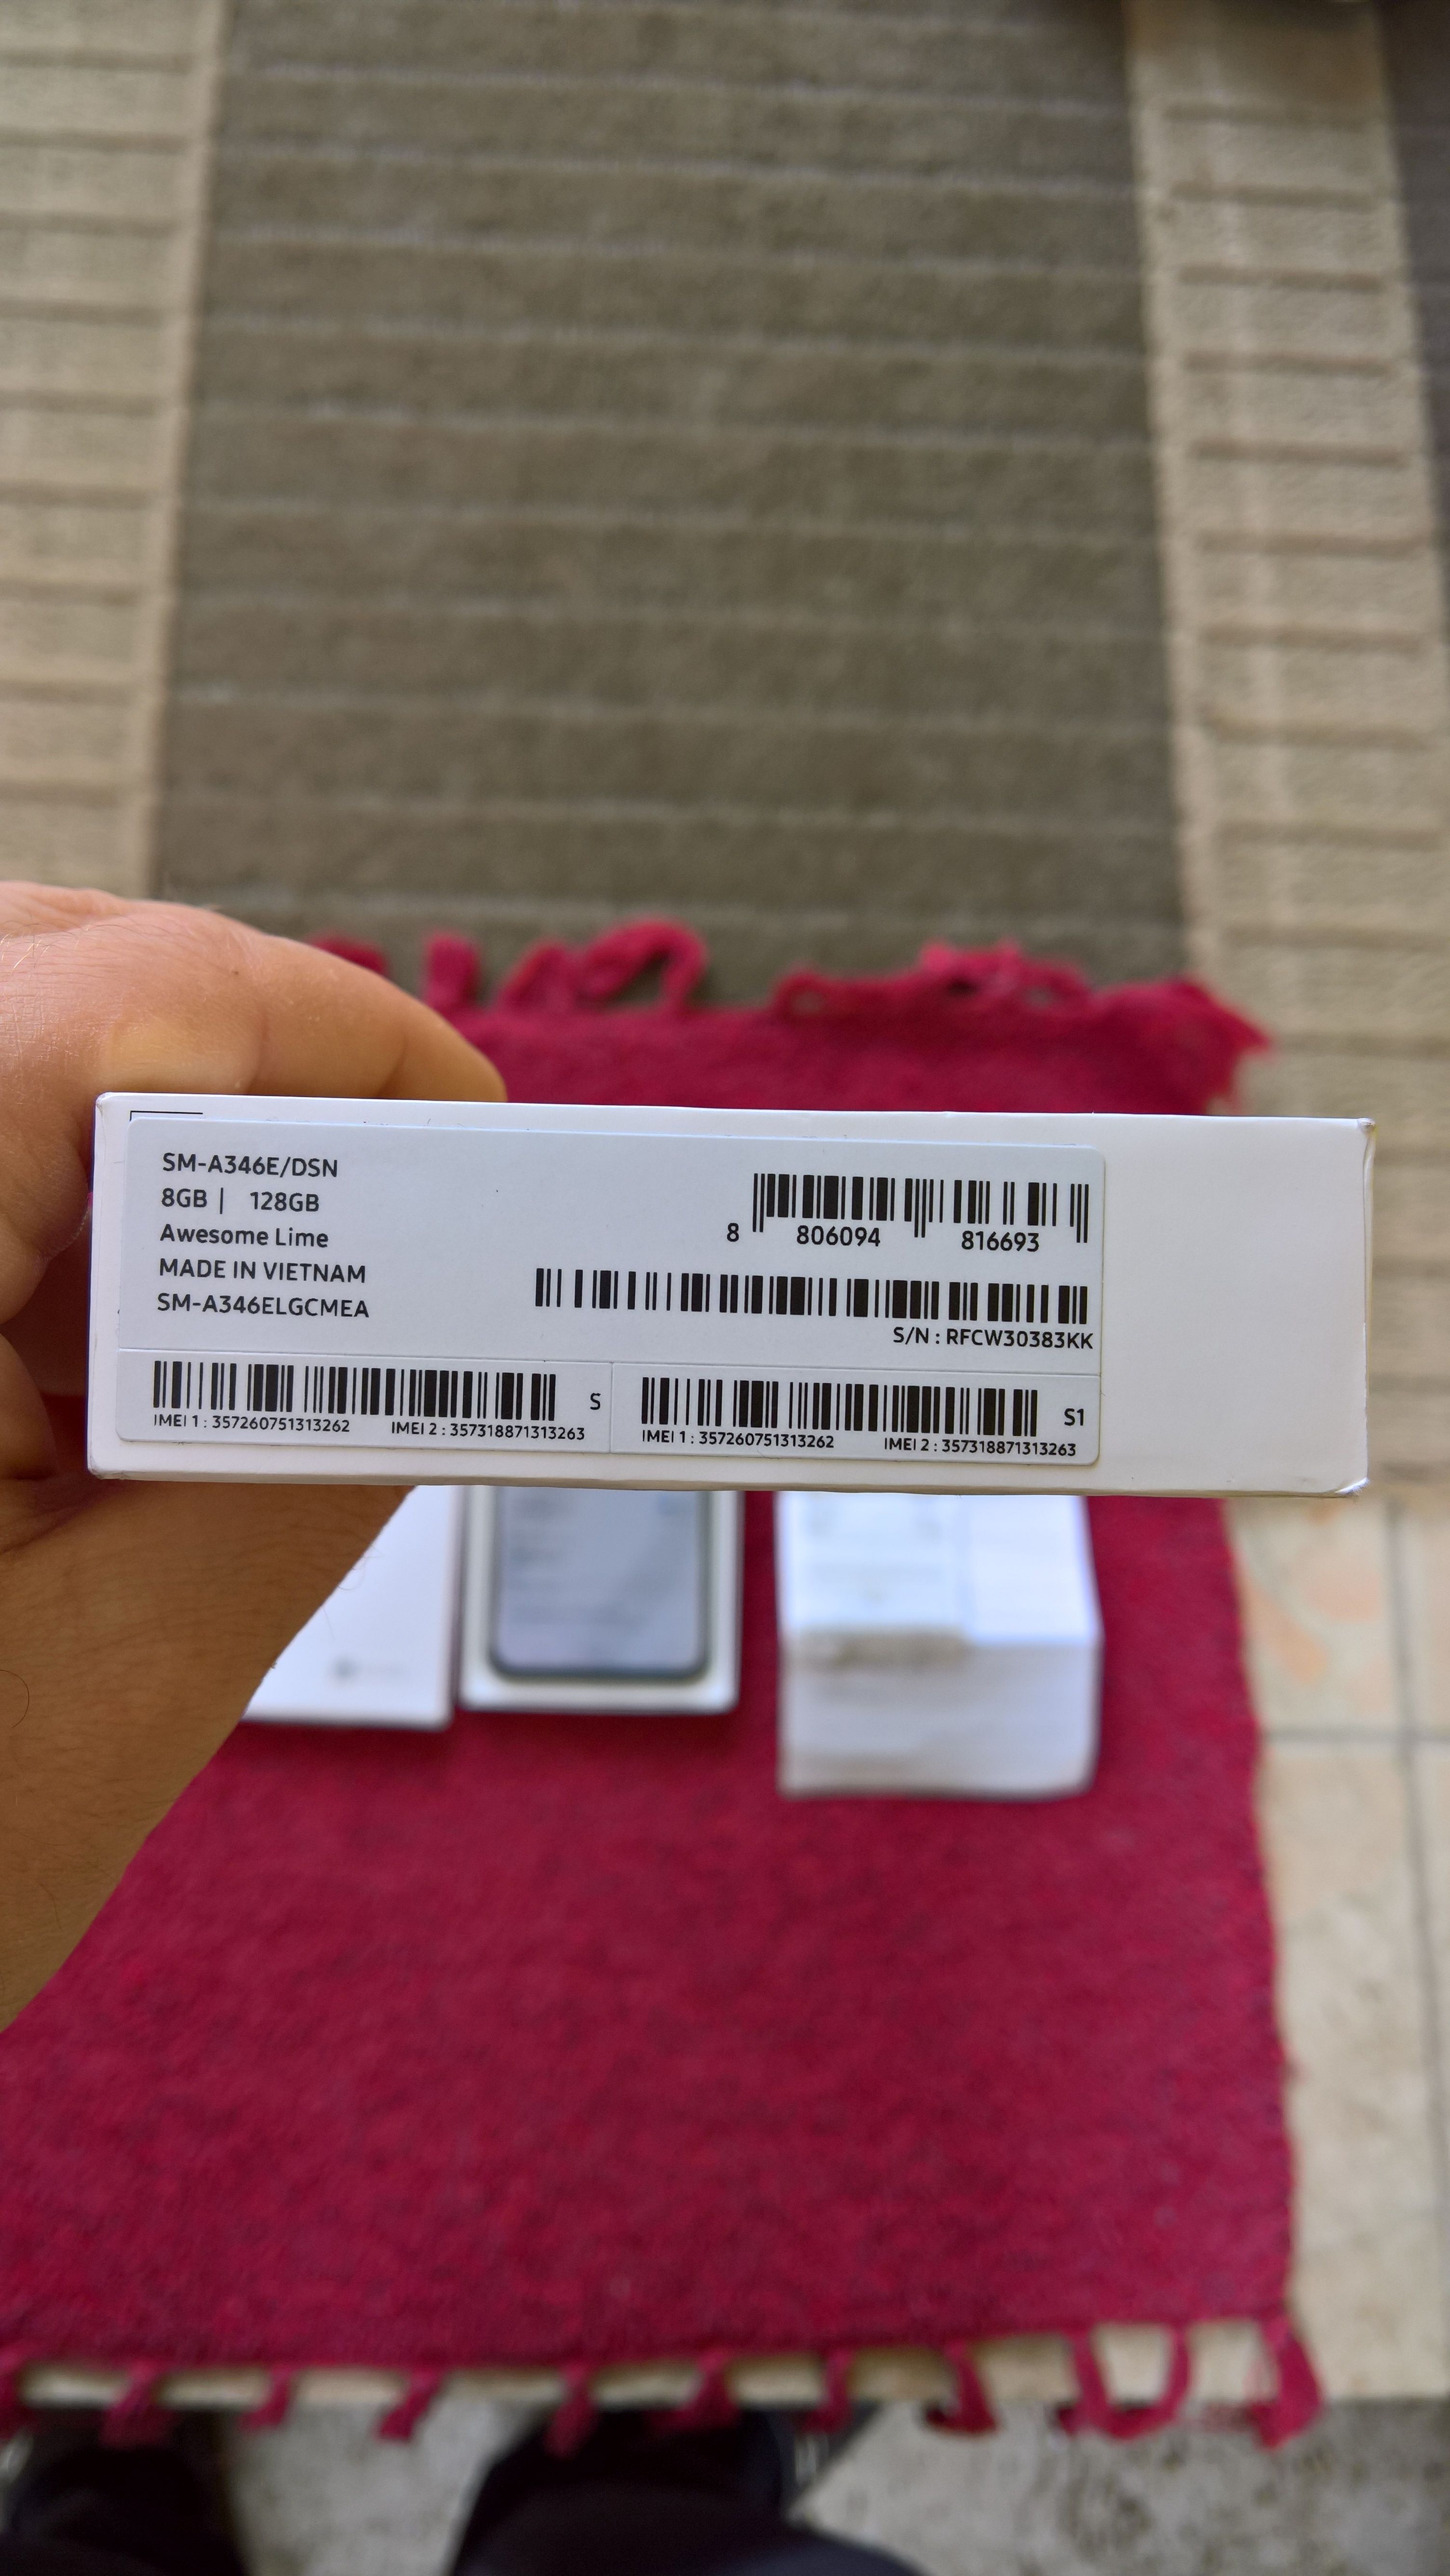 SM-A346E/DSN
8GB | 128GB
Awesome Lime
MADE IN VIETNAM
SM-A346ELGCMEA
8 806094 816693
S/N : RFCW30383KK
IMEI 1 : 357260751313262 IMEI 2 : 357318871313263 S
IMEI 1 : 357260751313262 IMEI 2 : 357318871313263 S1